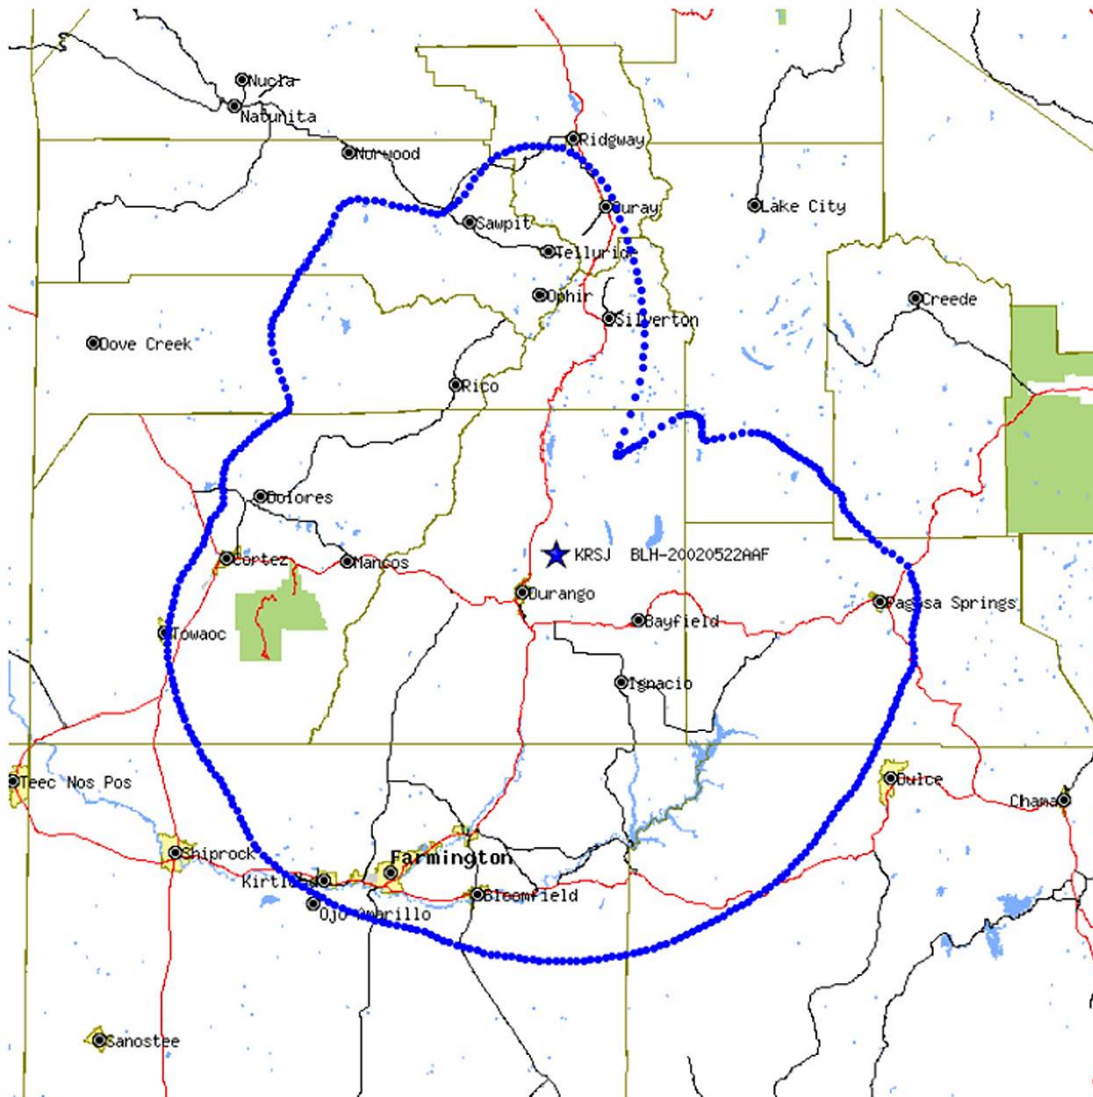 Nucla
Naturita
Norwood
Ridgway
Ouray
Lake City
Sawpit
Telluride
Ophir
Silverton
Creede
Dove Creek
Rico
Dolores
Cortez
Mancos
KRSJ BLH-20020522AAF
Durango
Pagosa Springs
Bayfield
Towaoc
Ignacio
Teec Nos Pos
Dulce
Chama
Shiprock
Farmington
Kirtland
Bloomfield
Ojo Amarillo
Sanostee